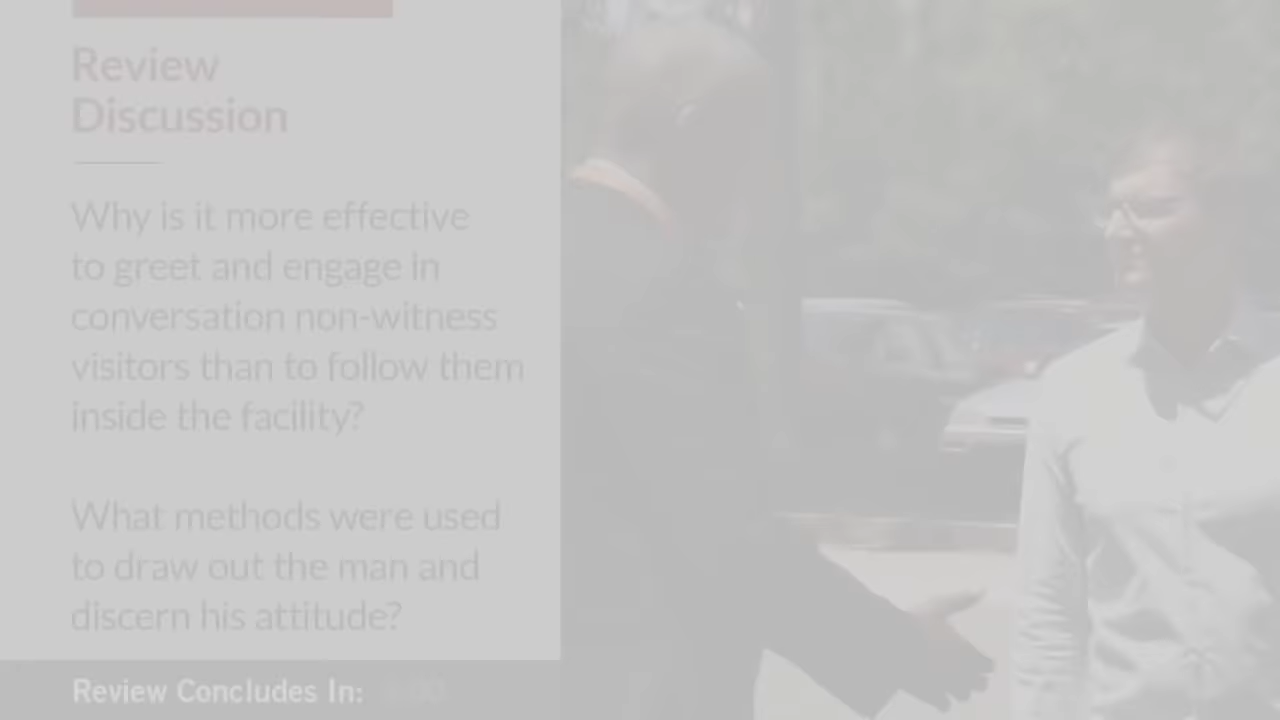 Review
Discussion
Why is it more effective
to greet and engage in
conversation non-witness
visitors than to follow them
inside the facility?
What methods were used
to draw out the man and
discern his attitude?
Review Concludes In: